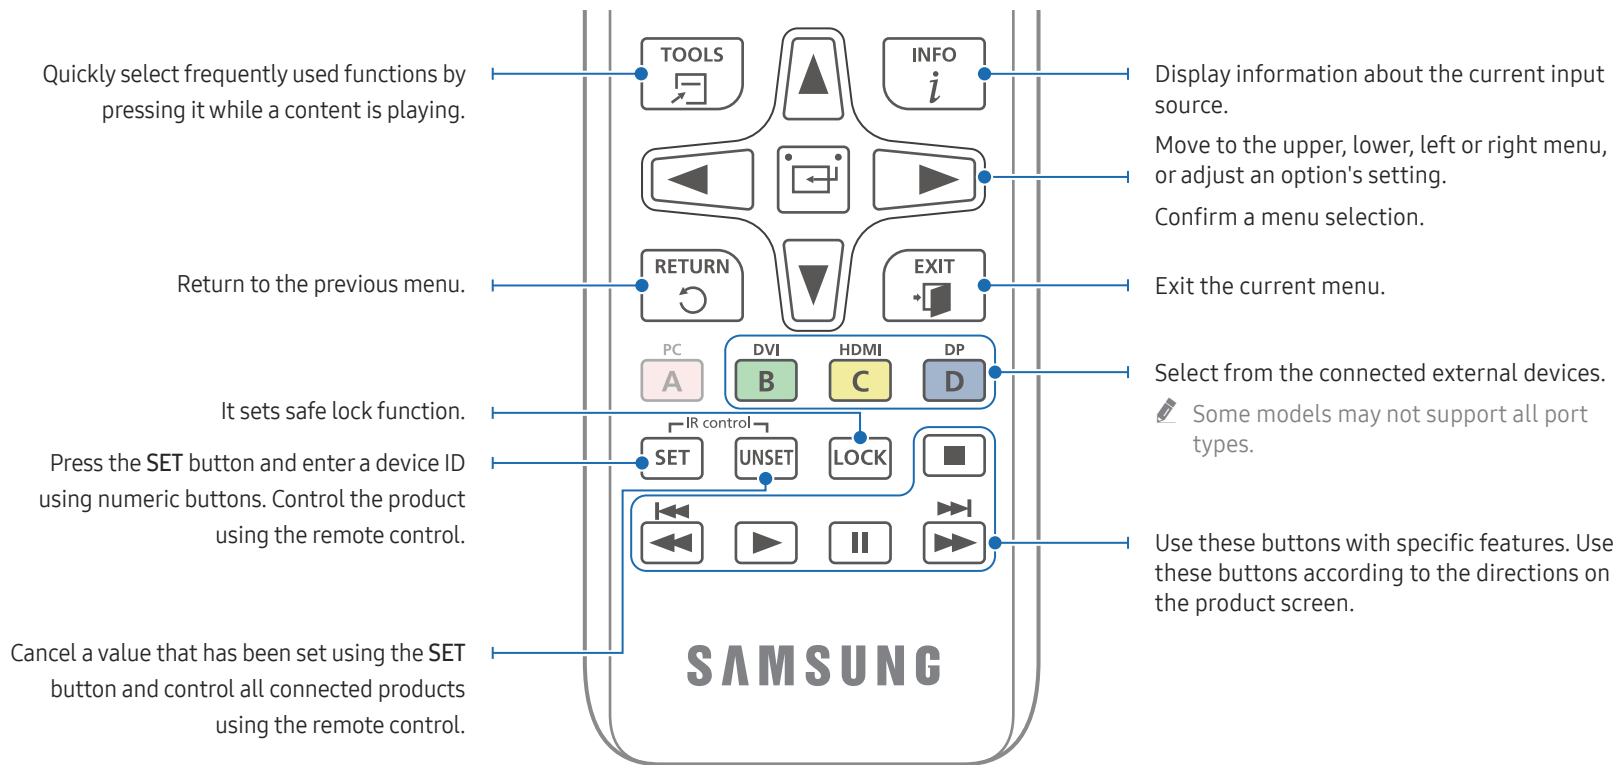 TOOLS
INFO
Quickly select frequently used functions by
pressing it while a content is playing.
Display information about the current input
source.
Move to the upper, lower, left or right menu,
or adjust an option's setting.
Confirm a menu selection.
RETURN
EXIT
Return to the previous menu.
Exit the current menu.
PC
DVI
HDMI
DP
A
B
C
D
Select from the connected external devices.
Some models may not support all port
types.
It sets safe lock function.
IR control
SET
UNSET
LOCK
Press the SET button and enter a device ID
using numeric buttons. Control the product
using the remote control.
Use these buttons with specific features. Use
these buttons according to the directions on
the product screen.
Cancel a value that has been set using the SET
button and control all connected products
using the remote control.
SAMSUNG